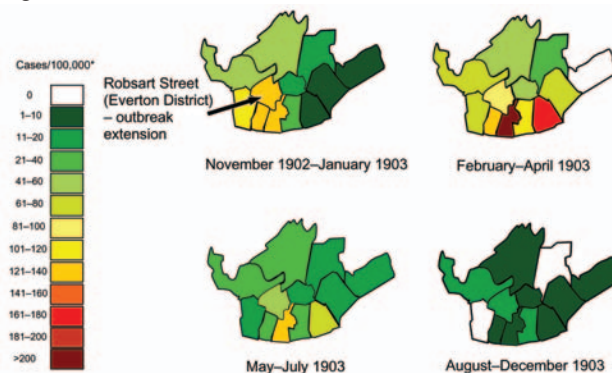 Cases/100,000*
0
1–10
11–20
21–40
41–60
61–80
81–100
101–120
121–140
141–160
161–180
181–200
>200
Robsart Street
(Everton District)
– outbreak
extension
November 1902–January 1903
February–April 1903
May–July 1903
August–December 1903